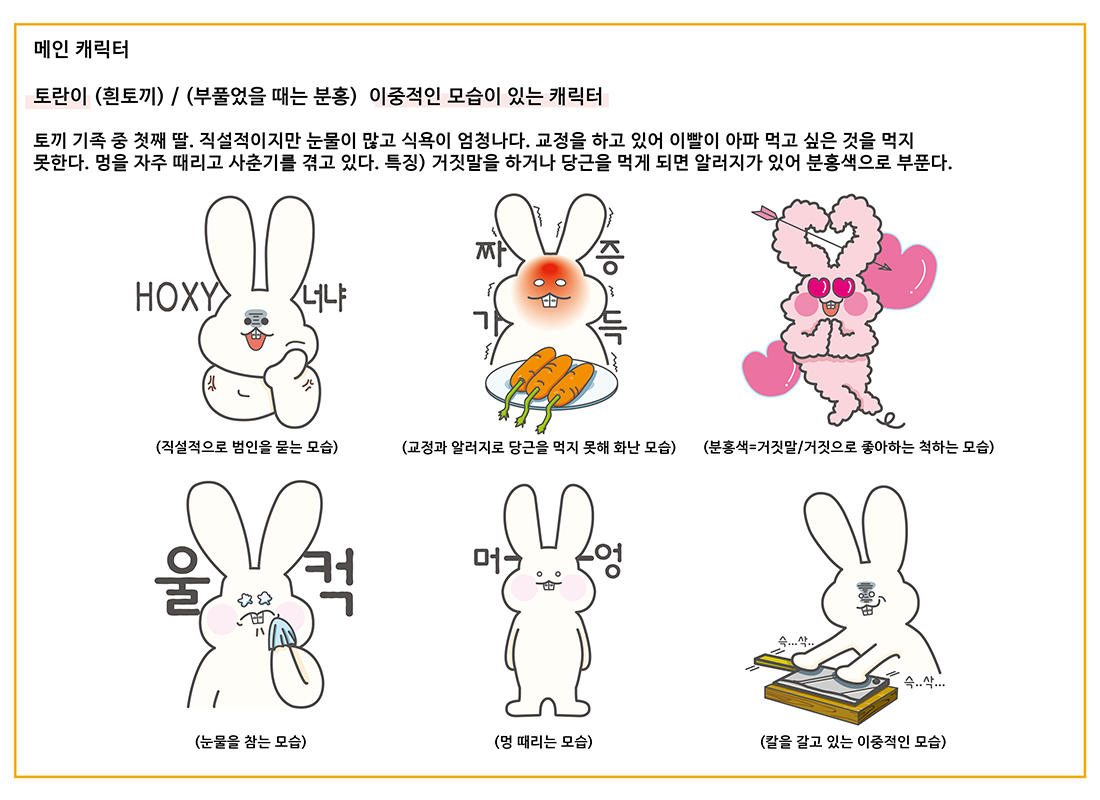 메인 캐릭터
토란이 (흰토끼) / (부풀었을 때는 분홍) 이중적인 모습이 있는 캐릭터
토끼 기족 중 첫째 딸. 직설적이지만 눈물이 많고 식욕이 엄청나다. 교정을 하고 있어 이빨이 아파 먹고 싶은 것을 먹지
못한다. 멍을 자주 때리고 사춘기를 겪고 있다. 특징) 거짓말을 하거나 당근을 먹게 되면 알러지가 있어 분홍색으로 부푼다.
HOXY 너냐
짜 증
가 득
(직설적으로 범인을 묻는 모습)
(교정과 알러지로 당근을 먹지 못해 화난 모습)
(분홍색=거짓말/거짓으로 좋아하는 척하는 모습)
울 컥
머- -엉
슥...삭..
슥..삭...
(눈물을 참는 모습)
(멍 때리는 모습)
(칼을 갈고 있는 이중적인 모습)